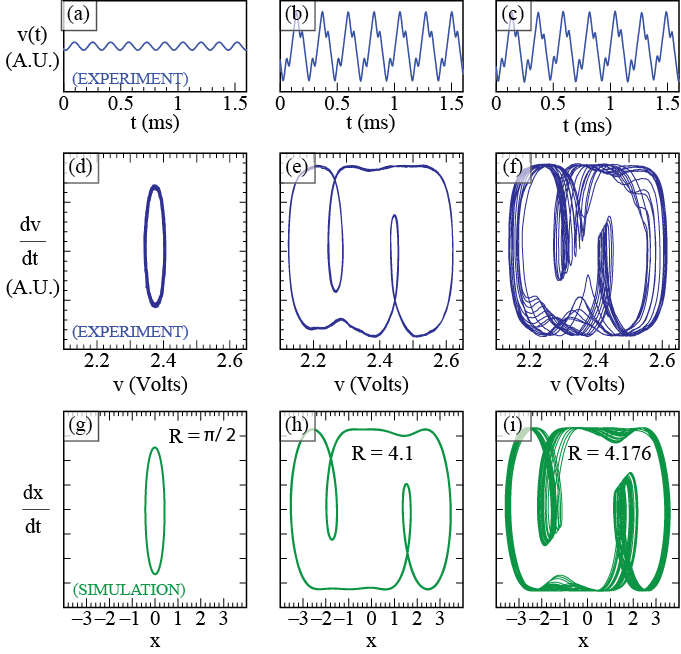 (a) (b) (c)
v(t)
(A.U.)
(EXPERIMENT)
0 0.5 1 1.5 0 0.5 1 1.5 0 0.5 1 1.5
t (ms) t (ms) t (ms)
(d) (e) (f)
dv
dt
(A.U.)
(EXPERIMENT)
2.2 2.4 2.6 2.2 2.4 2.6 2.2 2.4 2.6
v (Volts) v (Volts) v (Volts)
(g) (h) (i)
R = π/2 R = 4.1 R = 4.176
dx
dt
(SIMULATION)
−3−2−1 0 1 2 3 −3−2−1 0 1 2 3 −3−2−1 0 1 2 3
x x x